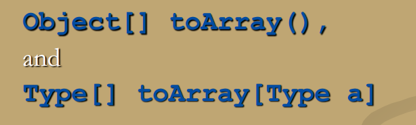 Object[] toArray(),
and
Type[] toArray[Type a]